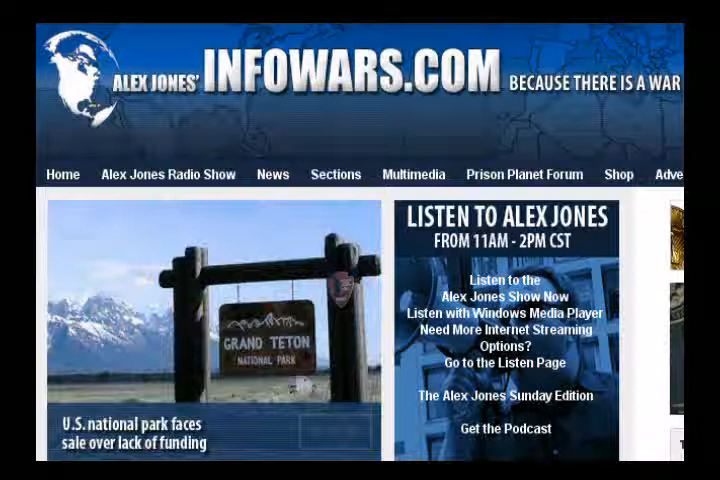 ALEX JONES' INFOWARS.COM BECAUSE THERE IS A WAR
Home Alex Jones Radio Show News Sections Multimedia Prison Planet Forum Shop Adve
LISTEN TO ALEX JONES
FROM 11AM - 2PM CST
Listen to the
Alex Jones Show Now
Listen with Windows Media Player
Need More Internet Streaming
Options?
Go to the Listen Page
The Alex Jones Sunday Edition
Get the Podcast
GRAND TETON
NATIONAL PARK
U.S. national park faces
sale over lack of funding